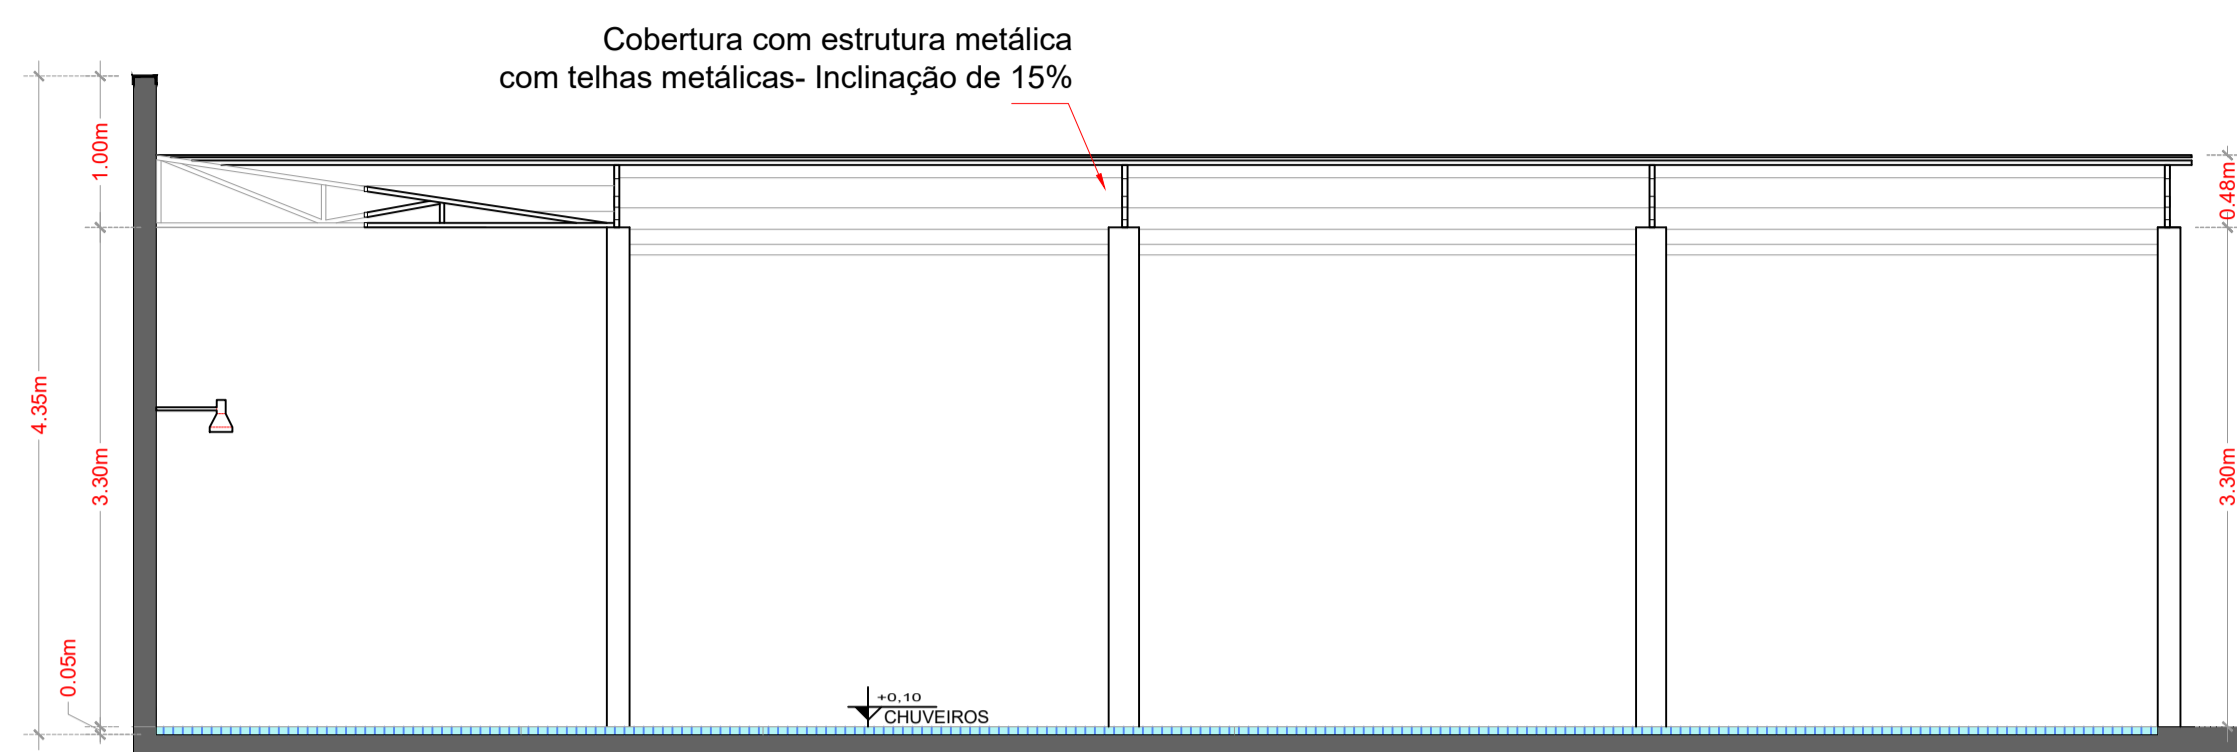 Cobertura com estrutura metálica
com telhas metálicas- Inclinação de 15%
1.00m
0.48m
4.35m
3.30m
3.30m
0.05m
+0,10
CHUVEIROS